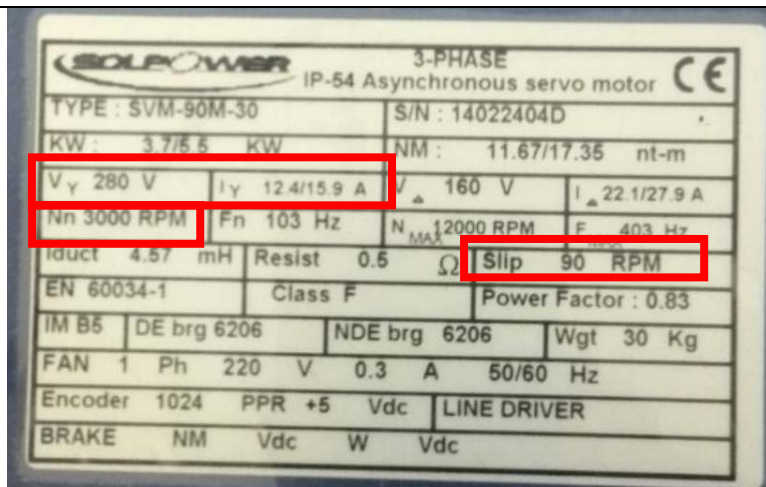 SOLPOWER
3-PHASE
IP-54 Asynchronous servo motor CE
TYPE : SVM-90M-30 S/N : 14022404D
KW : 3.7/5.5 KW NM : 11.67/17.35 nt-m
V Y 280 V I Y 12.4/15.9 A V △ 160 V I △ 22.1/27.9 A
Nn 3000 RPM Fn 103 Hz N MAX 12000 RPM F 403 Hz
Iduct 4.57 mH Resist 0.5 Ω Slip 90 RPM
EN 60034-1 Class F Power Factor : 0.83
IM B5 DE brg 6206 NDE brg 6206 Wgt 30 Kg
FAN 1 Ph 220 V 0.3 A 50/60 Hz
Encoder 1024 PPR +5 Vdc LINE DRIVER
BRAKE NM Vdc W Vdc